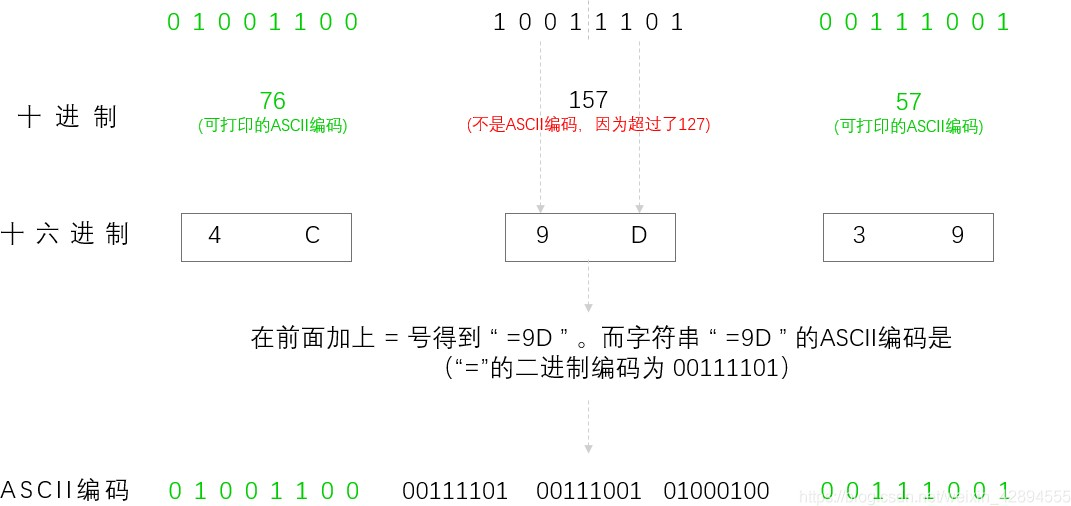 0 1 0 0 1 1 0 0 1 0 0 1 1 1 0 1 0 0 1 1 1 0 0 1
十进制 76 157 57
(可打印的ASCII编码) (不是ASCII编码，因为超过了127) (可打印的ASCII编码)
十六进制 4 C 9 D 3 9
在前面加上 = 号得到 “ =9D ” 。而字符串 “ =9D ” 的ASCII编码是
（“=”的二进制编码为 00111101）
ASCII编码 0 1 0 0 1 1 0 0 00111101 00111001 01000100 0 0 1 1 1 0 0 1